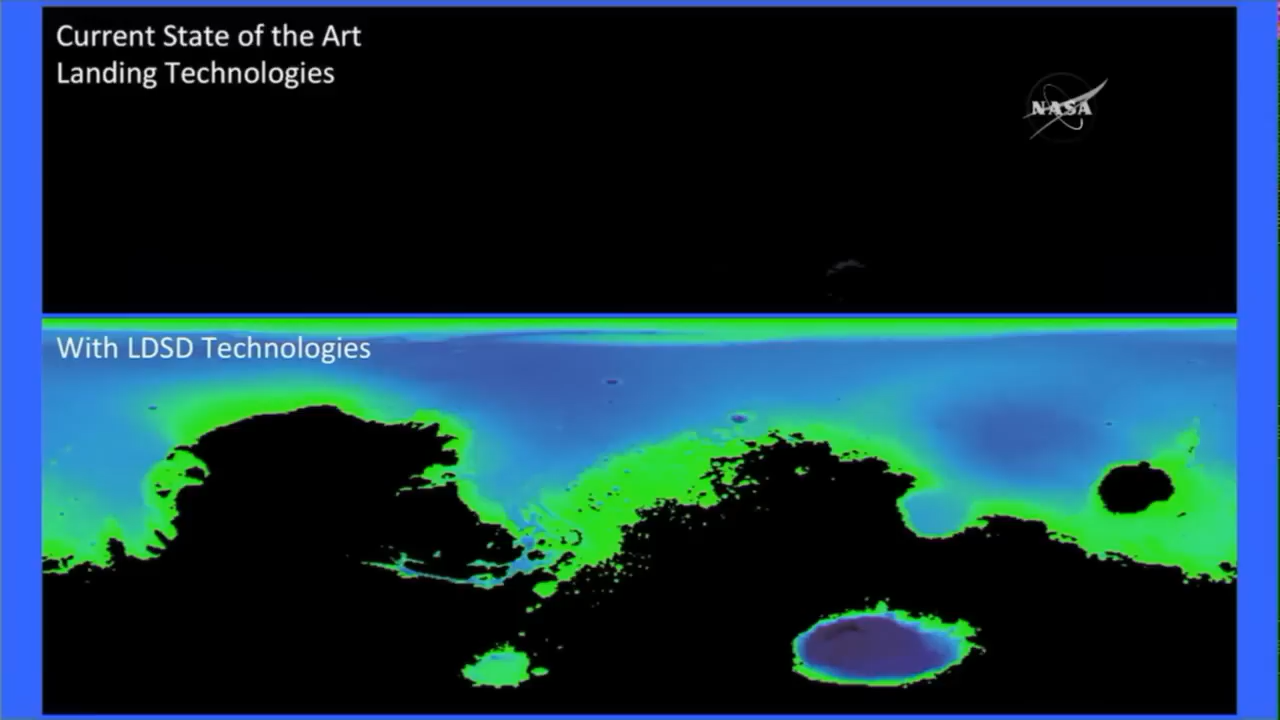 Current State of the Art
Landing Technologies
NASA
With LDSD Technologies